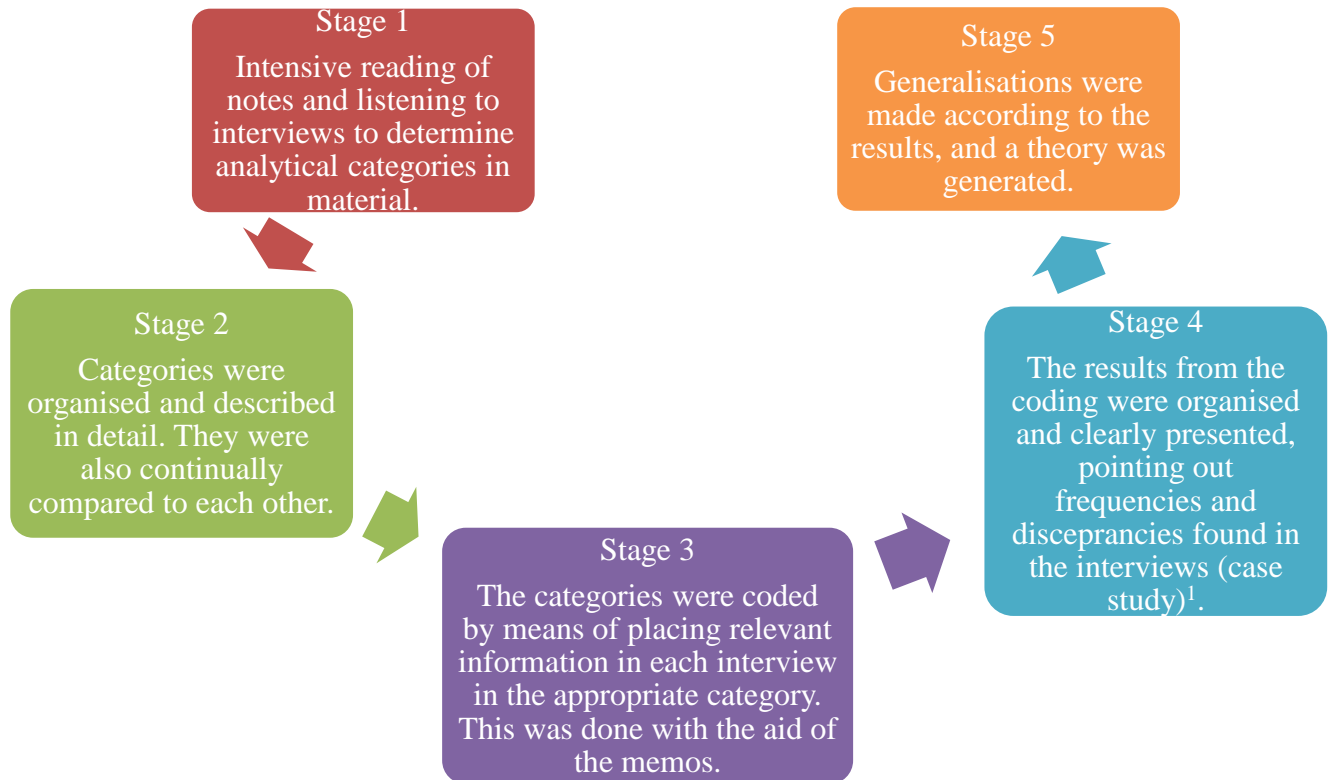 Stage 1
Intensive reading of
notes and listening to
interviews to determine
analytical categories in
material.
Stage 2
Categories were
organised and described
in detail. They were
also continually
compared to each other.
Stage 3
The categories were coded
by means of placing relevant
information in each interview
in the appropriate category.
This was done with the aid of
the memos.
Stage 4
The results from the
coding were organised
and clearly presented,
pointing out
frequencies and
disceprancies found in
the interviews (case
study)¹.
Stage 5
Generalisations were
made according to the
results, and a theory was
generated.